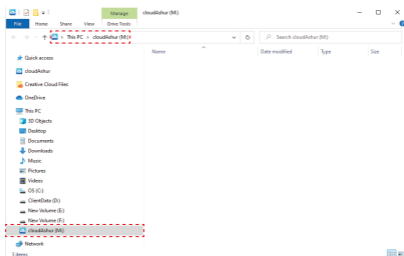 Manage cloudAshur (M:)
File Home Share View Drive Tools
This PC > cloudAshur (M:) Search cloudAshur (M:)
Name Date modified Type Size
Quick access
cloudAshur
Creative Cloud Files
OneDrive
This PC
3D Objects
Desktop
Documents
Downloads
Music
Pictures
Videos
OS (C:)
ClientData (D:)
New Volume (E:)
New Volume (F:)
cloudAshur (M:)
Network